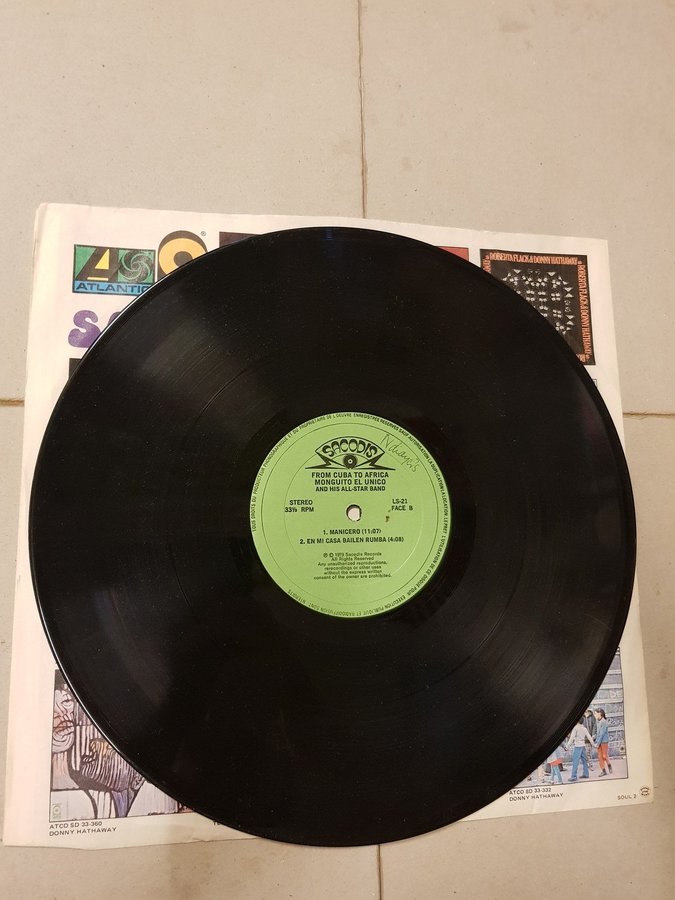 ATLANTIC
®
ROBERTA FLACK & DONNY HATHAWAY
SACODIS
FROM CUBA TO AFRICA
MONGUITO EL UNICO
AND HIS ALL-STAR BAND
STEREO
33⅓ RPM
LS-21
FACE B
1. MANICERO (11:07)
2. EN MI CASA BAILEN RUMBA (4:08)
℗ © 1979 Sacodis Records
All Rights Reserved
Any unauthorized reproductions,
rerecordings or other uses
without the express written
consent of the owner are prohibited.
ATCO SD 33-360
DONNY HATHAWAY
ATCO SD 33-332
DONNY HATHAWAY
SOUL 2